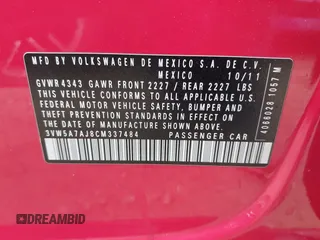 MFD BY VOLKSWAGEN DE MEXICO S.A. DE C.V.
MEXICO 10/11
GVWR 4343 GAWR FRONT 2227 / REAR 2227 LBS
THIS VEHICLE CONFORMS TO ALL APPLICABLE U.S.
FEDERAL MOTOR VEHICLE SAFETY, BUMPER AND
THEFT PREVENTION STANDARDS IN EFFECT ON THE
DATE OF MANUFACTURE SHOWN ABOVE.
3VW5A7AJ8CM337484 PASSENGER CAR
4066028 1057 M
© DREAMBID